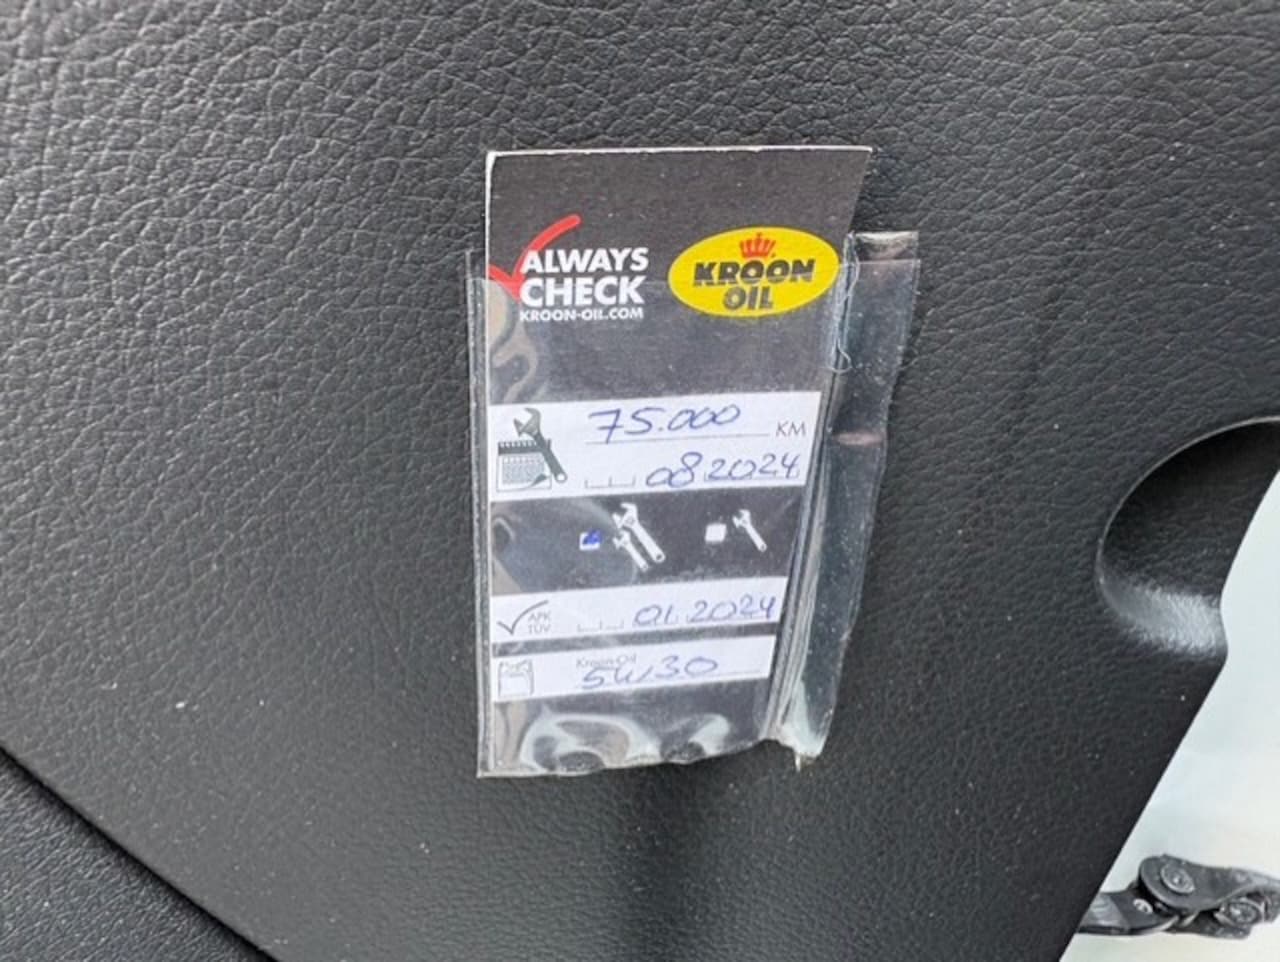 ALWAYS
CHECK
KROON-OIL.COM
KROON
OIL
75.000 KM
08 2024
APK
TÜV
01 2024
Kroon-Oil
5W30